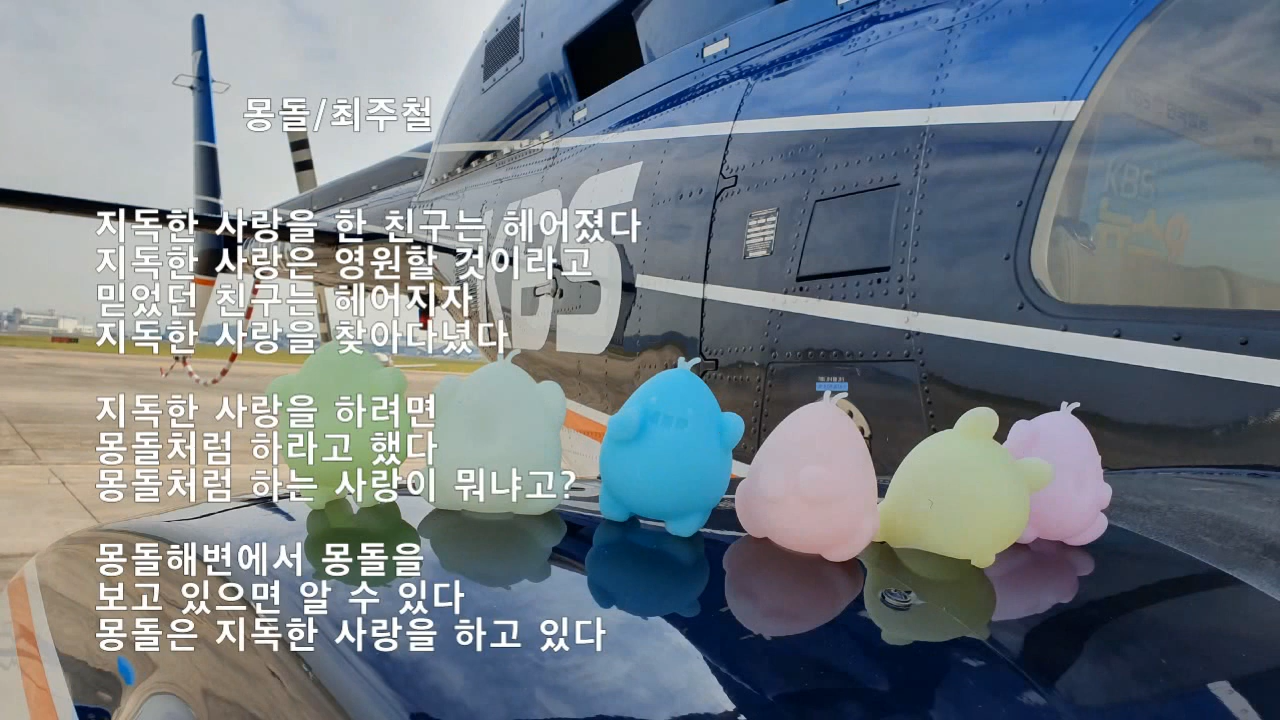 몽돌/최주철
지독한 사랑을 한 친구는 헤어졌다
지독한 사랑은 영원할 것이라고
믿었던 친구는 헤어지자
지독한 사랑을 찾아다녔다
지독한 사랑을 하려면
몽돌처럼 하라고 했다
몽돌처럼 하는 사랑이 뭐냐고?
몽돌해변에서 몽돌을
보고 있으면 알 수 있다
몽돌은 지독한 사랑을 하고 있다
KBS
KBS
뉴스9